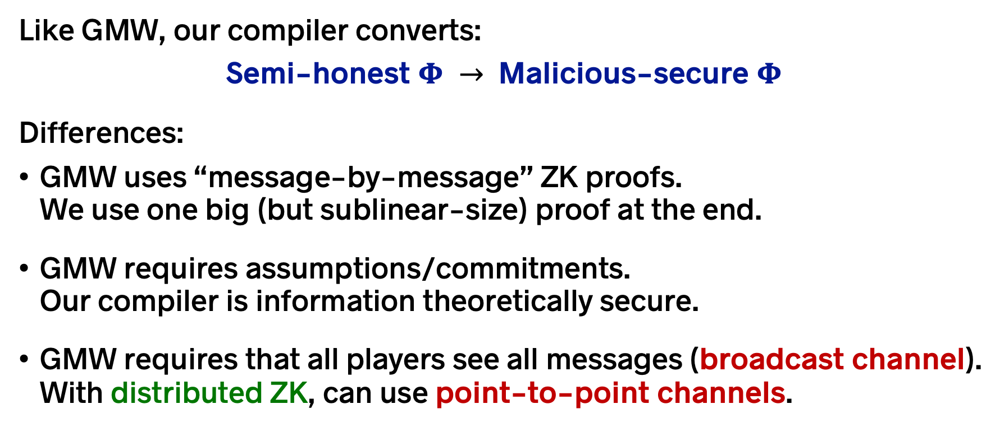 Like GMW, our compiler converts:
Semi-honest Φ → Malicious-secure Φ
Differences:
• GMW uses “message-by-message” ZK proofs.
We use one big (but sublinear-size) proof at the end.
• GMW requires assumptions/commitments.
Our compiler is information theoretically secure.
• GMW requires that all players see all messages (broadcast channel).
With distributed ZK, can use point-to-point channels.